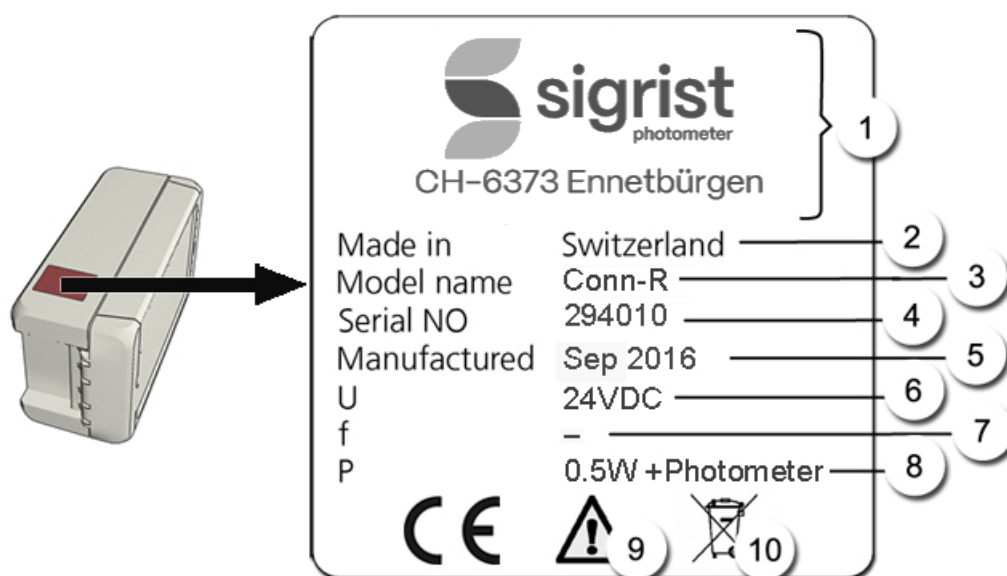 sigrist
photometer
CH-6373 Ennetbürgen
1
Made in Switzerland 2
Model name Conn-R 3
Serial NO 294010 4
Manufactured Sep 2016 5
U 24VDC 6
f – 7
P 0.5W +Photometer 8
CE 9 10